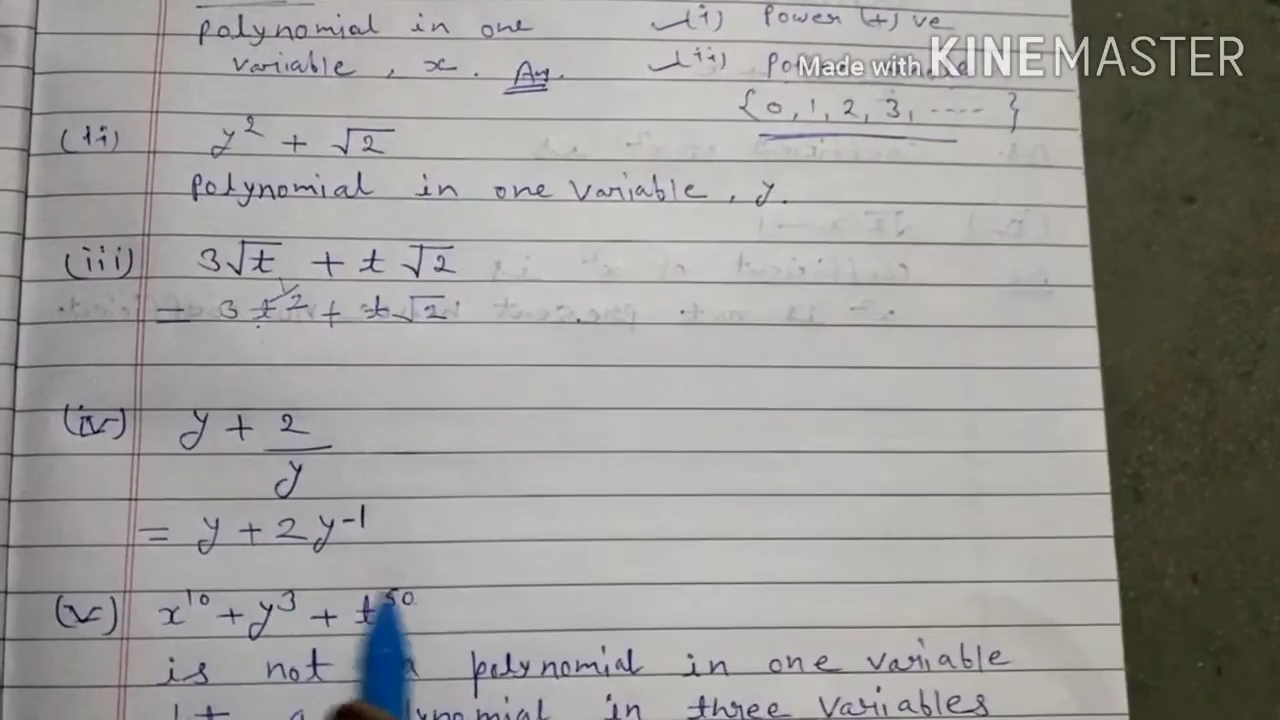 polynomial in one
variable, x. Ans.
(i) Power (+) ve
(ii)
Made with KINEMASTER
{0, 1, 2, 3, ---- }
(ii) y² + √2
polynomial in one variable, y.
(iii) 3√t + t√2
= 3t^1/2 + t√2
(iv) y + 2/y
= y + 2y⁻¹
(v) x¹⁰ + y³ + t⁵⁰
is not a polynomial in one variable
in three variables